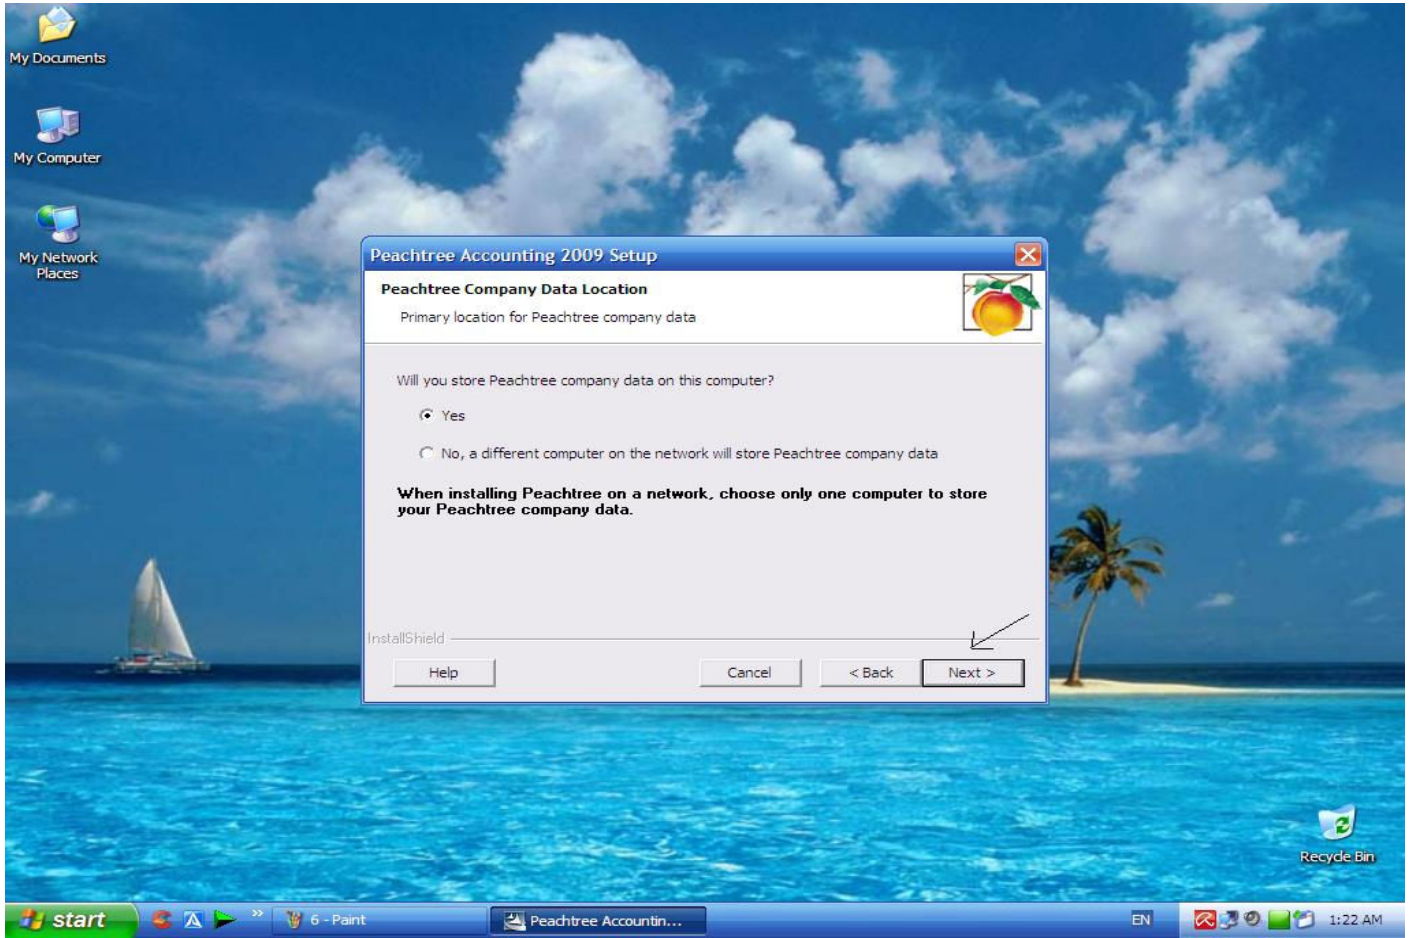 My Documents
My Computer
My Network
Places
Peachtree Accounting 2009 Setup
Peachtree Company Data Location
Primary location for Peachtree company data
Will you store Peachtree company data on this computer?
Yes
No, a different computer on the network will store Peachtree company data
When installing Peachtree on a network, choose only one computer to store
your Peachtree company data.
InstallShield
Help
Cancel
< Back
Next >
Recycle Bin
start
»
6 - Paint
Peachtree Accountin...
EN
1:22 AM